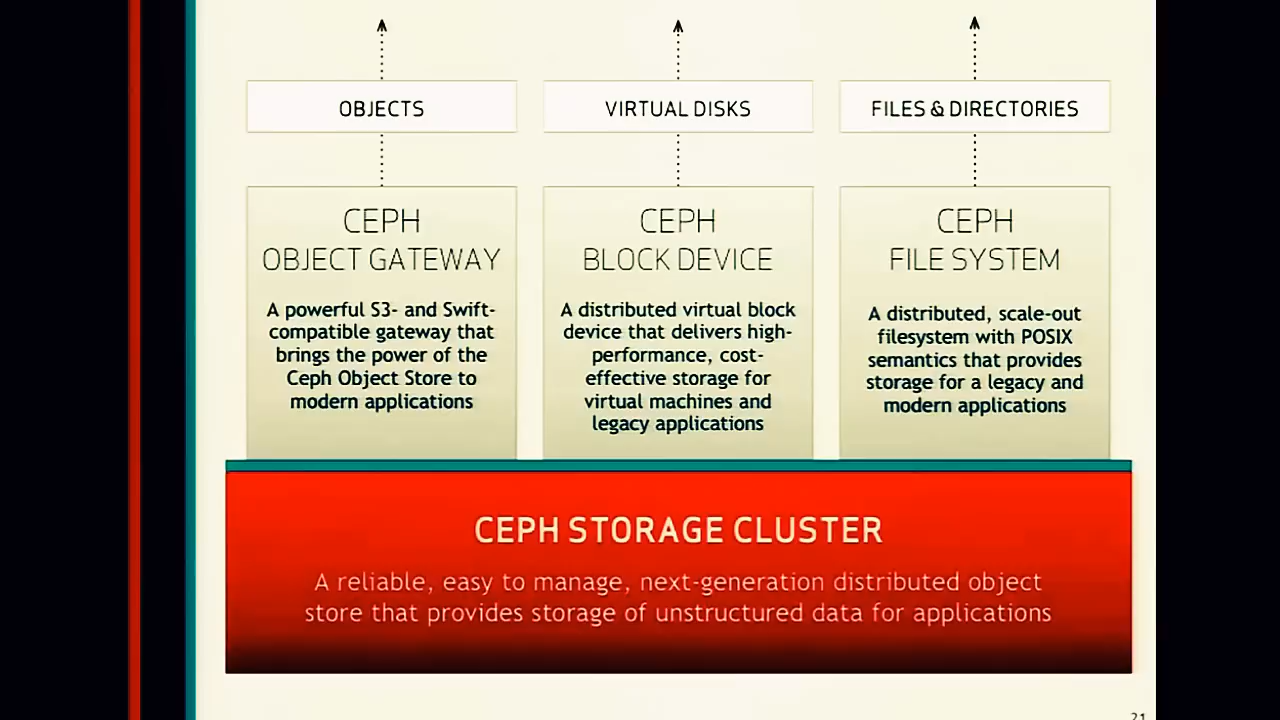 OBJECTS
VIRTUAL DISKS
FILES & DIRECTORIES
CEPH
OBJECT GATEWAY
A powerful S3- and Swift-
compatible gateway that
brings the power of the
Ceph Object Store to
modern applications
CEPH
BLOCK DEVICE
A distributed virtual block
device that delivers high-
performance, cost-
effective storage for
virtual machines and
legacy applications
CEPH
FILE SYSTEM
A distributed, scale-out
filesystem with POSIX
semantics that provides
storage for a legacy and
modern applications
CEPH STORAGE CLUSTER
A reliable, easy to manage, next-generation distributed object
store that provides storage of unstructured data for applications
21